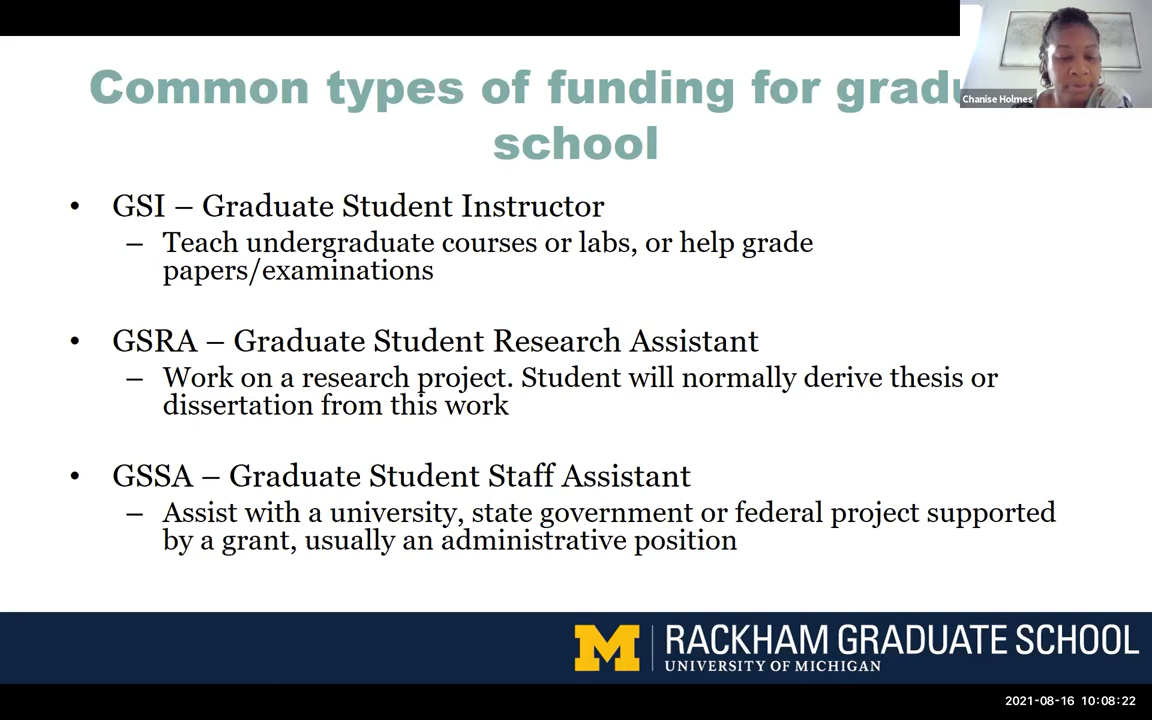 Common types of funding for gradu
school
Chanise Holmes
• GSI – Graduate Student Instructor
– Teach undergraduate courses or labs, or help grade
papers/examinations
• GSRA – Graduate Student Research Assistant
– Work on a research project. Student will normally derive thesis or
dissertation from this work
• GSSA – Graduate Student Staff Assistant
– Assist with a university, state government or federal project supported
by a grant, usually an administrative position
M RACKHAM GRADUATE SCHOOL
UNIVERSITY OF MICHIGAN
2021-08-16 10:08:22